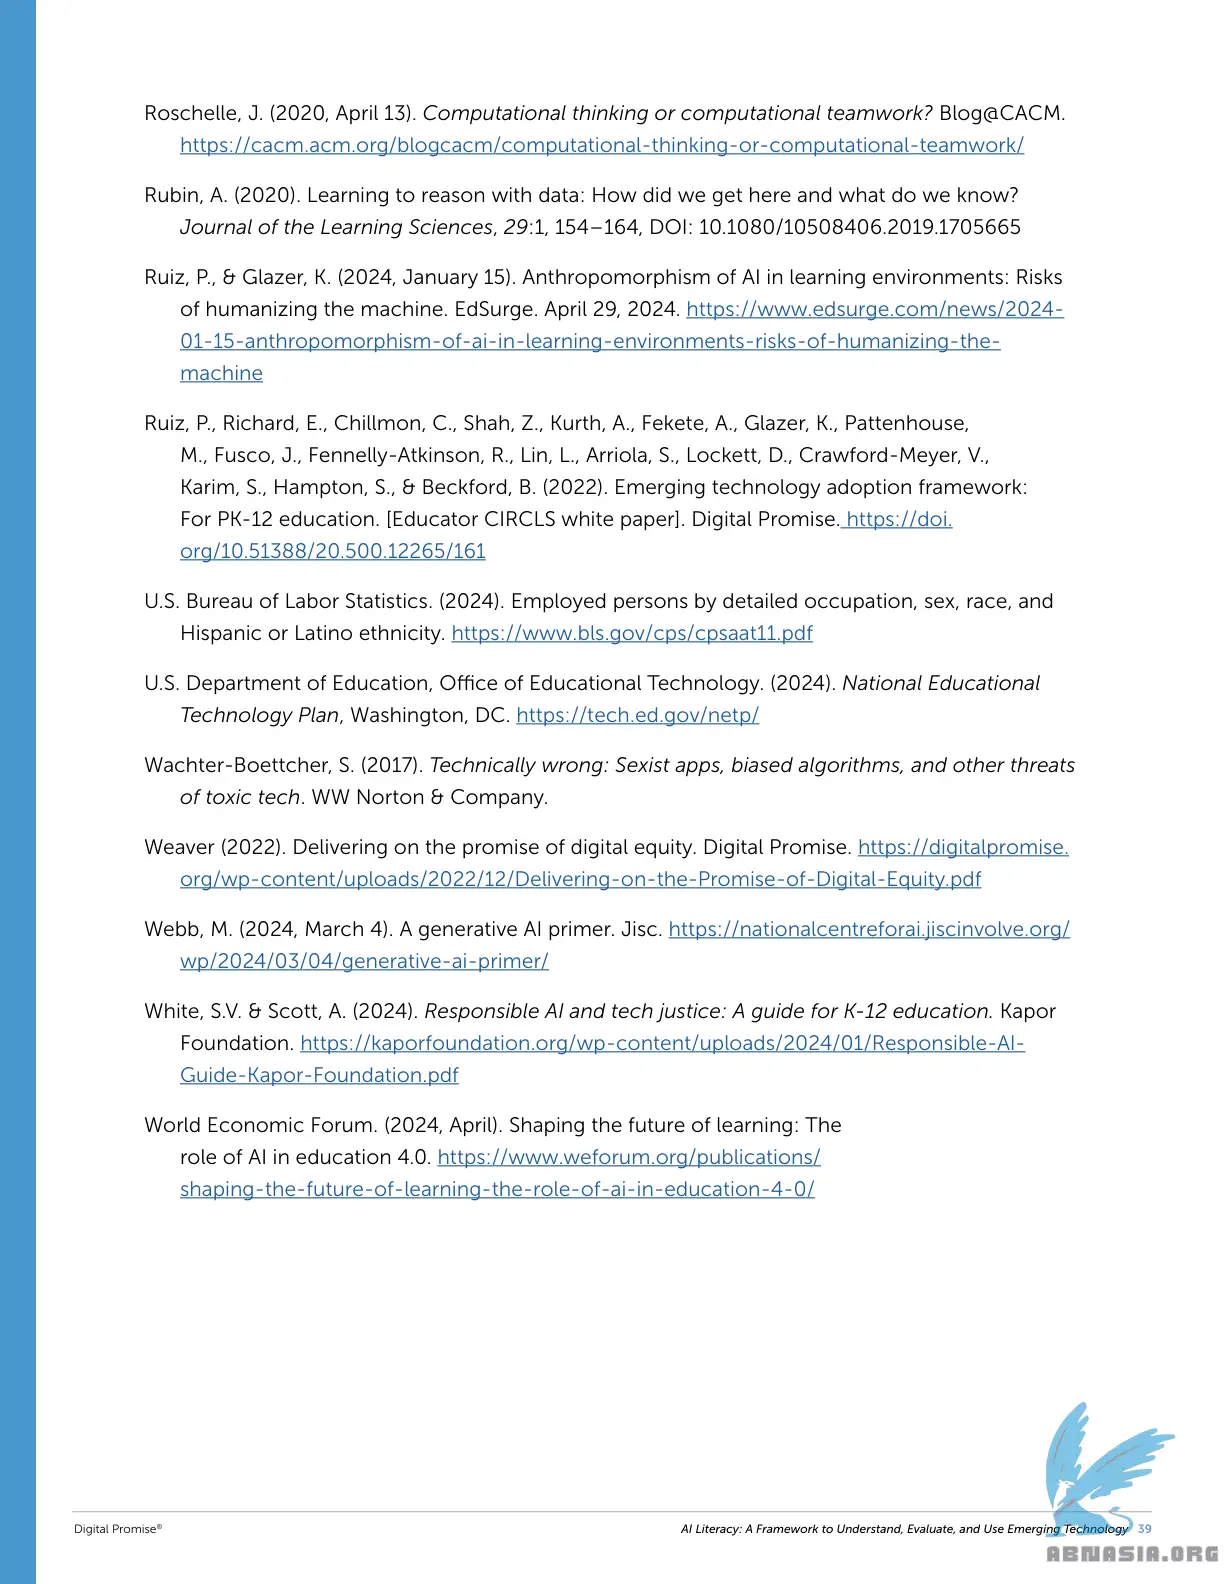 Roschelle, J. (2020, April 13). Computational thinking or computational teamwork? Blog@CACM.
https://cacm.acm.org/blogcacm/computational-thinking-or-computational-teamwork/
Rubin, A. (2020). Learning to reason with data: How did we get here and what do we know?
Journal of the Learning Sciences, 29:1, 154–164, DOI: 10.1080/10508406.2019.1705665
Ruiz, P., & Glazer, K. (2024, January 15). Anthropomorphism of AI in learning environments: Risks
of humanizing the machine. EdSurge. April 29, 2024. https://www.edsurge.com/news/2024-
01-15-anthropomorphism-of-ai-in-learning-environments-risks-of-humanizing-the-
machine
Ruiz, P., Richard, E., Chillmon, C., Shah, Z., Kurth, A., Fekete, A., Glazer, K., Pattenhouse,
M., Fusco, J., Fennelly-Atkinson, R., Lin, L., Arriola, S., Lockett, D., Crawford-Meyer, V.,
Karim, S., Hampton, S., & Beckford, B. (2022). Emerging technology adoption framework:
For PK-12 education. [Educator CIRCLS white paper]. Digital Promise. https://doi.
org/10.51388/20.500.12265/161
U.S. Bureau of Labor Statistics. (2024). Employed persons by detailed occupation, sex, race, and
Hispanic or Latino ethnicity. https://www.bls.gov/cps/cpsaat11.pdf
U.S. Department of Education, Office of Educational Technology. (2024). National Educational
Technology Plan, Washington, DC. https://tech.ed.gov/netp/
Wachter-Boettcher, S. (2017). Technically wrong: Sexist apps, biased algorithms, and other threats
of toxic tech. WW Norton & Company.
Weaver (2022). Delivering on the promise of digital equity. Digital Promise. https://digitalpromise.
org/wp-content/uploads/2022/12/Delivering-on-the-Promise-of-Digital-Equity.pdf
Webb, M. (2024, March 4). A generative AI primer. Jisc. https://nationalcentreforai.jiscinvolve.org/
wp/2024/03/04/generative-ai-primer/
White, S.V. & Scott, A. (2024). Responsible AI and tech justice: A guide for K-12 education. Kapor
Foundation. https://kaporfoundation.org/wp-content/uploads/2024/01/Responsible-AI-
Guide-Kapor-Foundation.pdf
World Economic Forum. (2024, April). Shaping the future of learning: The
role of AI in education 4.0. https://www.weforum.org/publications/
shaping-the-future-of-learning-the-role-of-ai-in-education-4-0/
Digital Promise® AI Literacy: A Framework to Understand, Evaluate, and Use Emerging Technology 39
ABNASIA.ORG